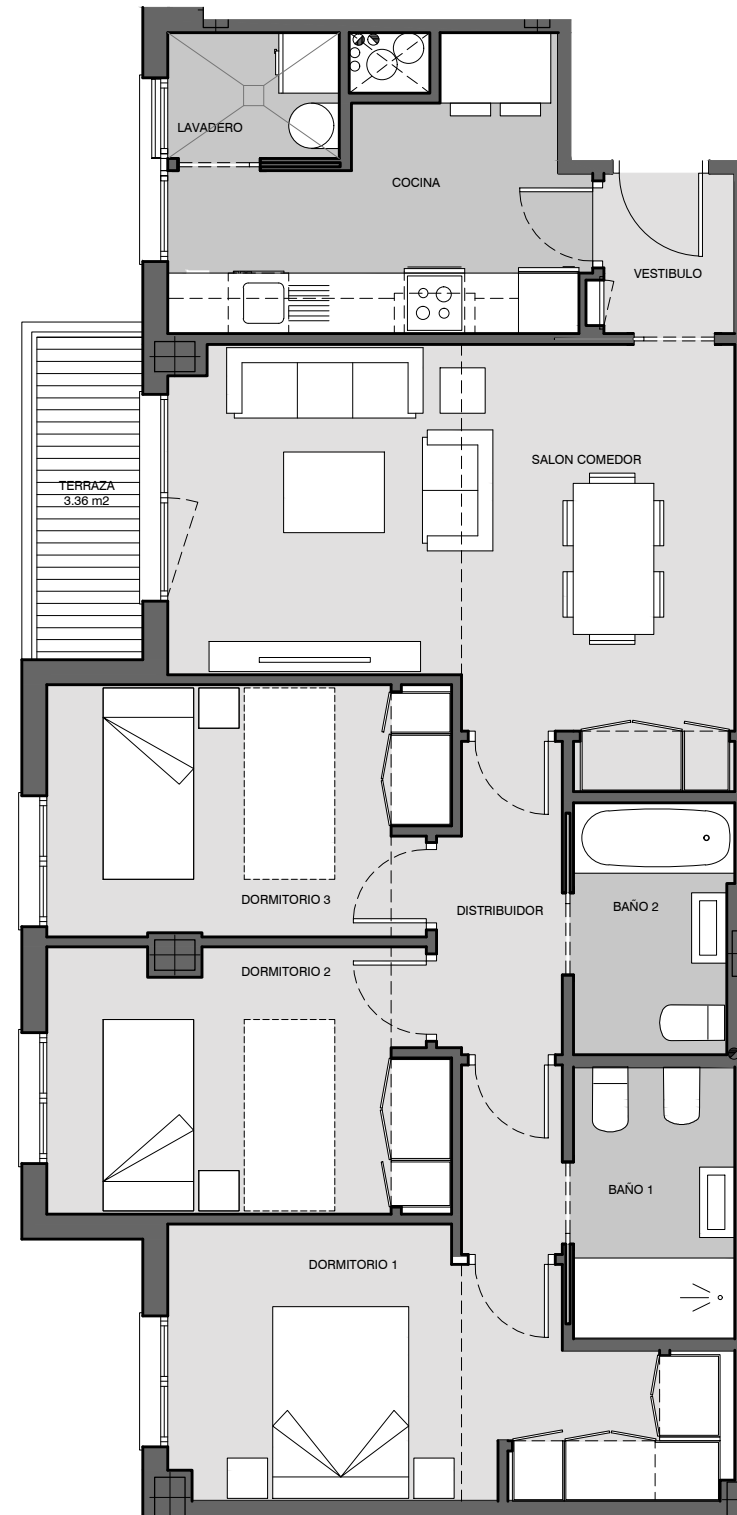 LAVADERO
COCINA
VESTIBULO
SALON COMEDOR
TERRAZA
3.36 m2
DORMITORIO 3
DISTRIBUIDOR
BAÑO 2
DORMITORIO 2
BAÑO 1
DORMITORIO 1